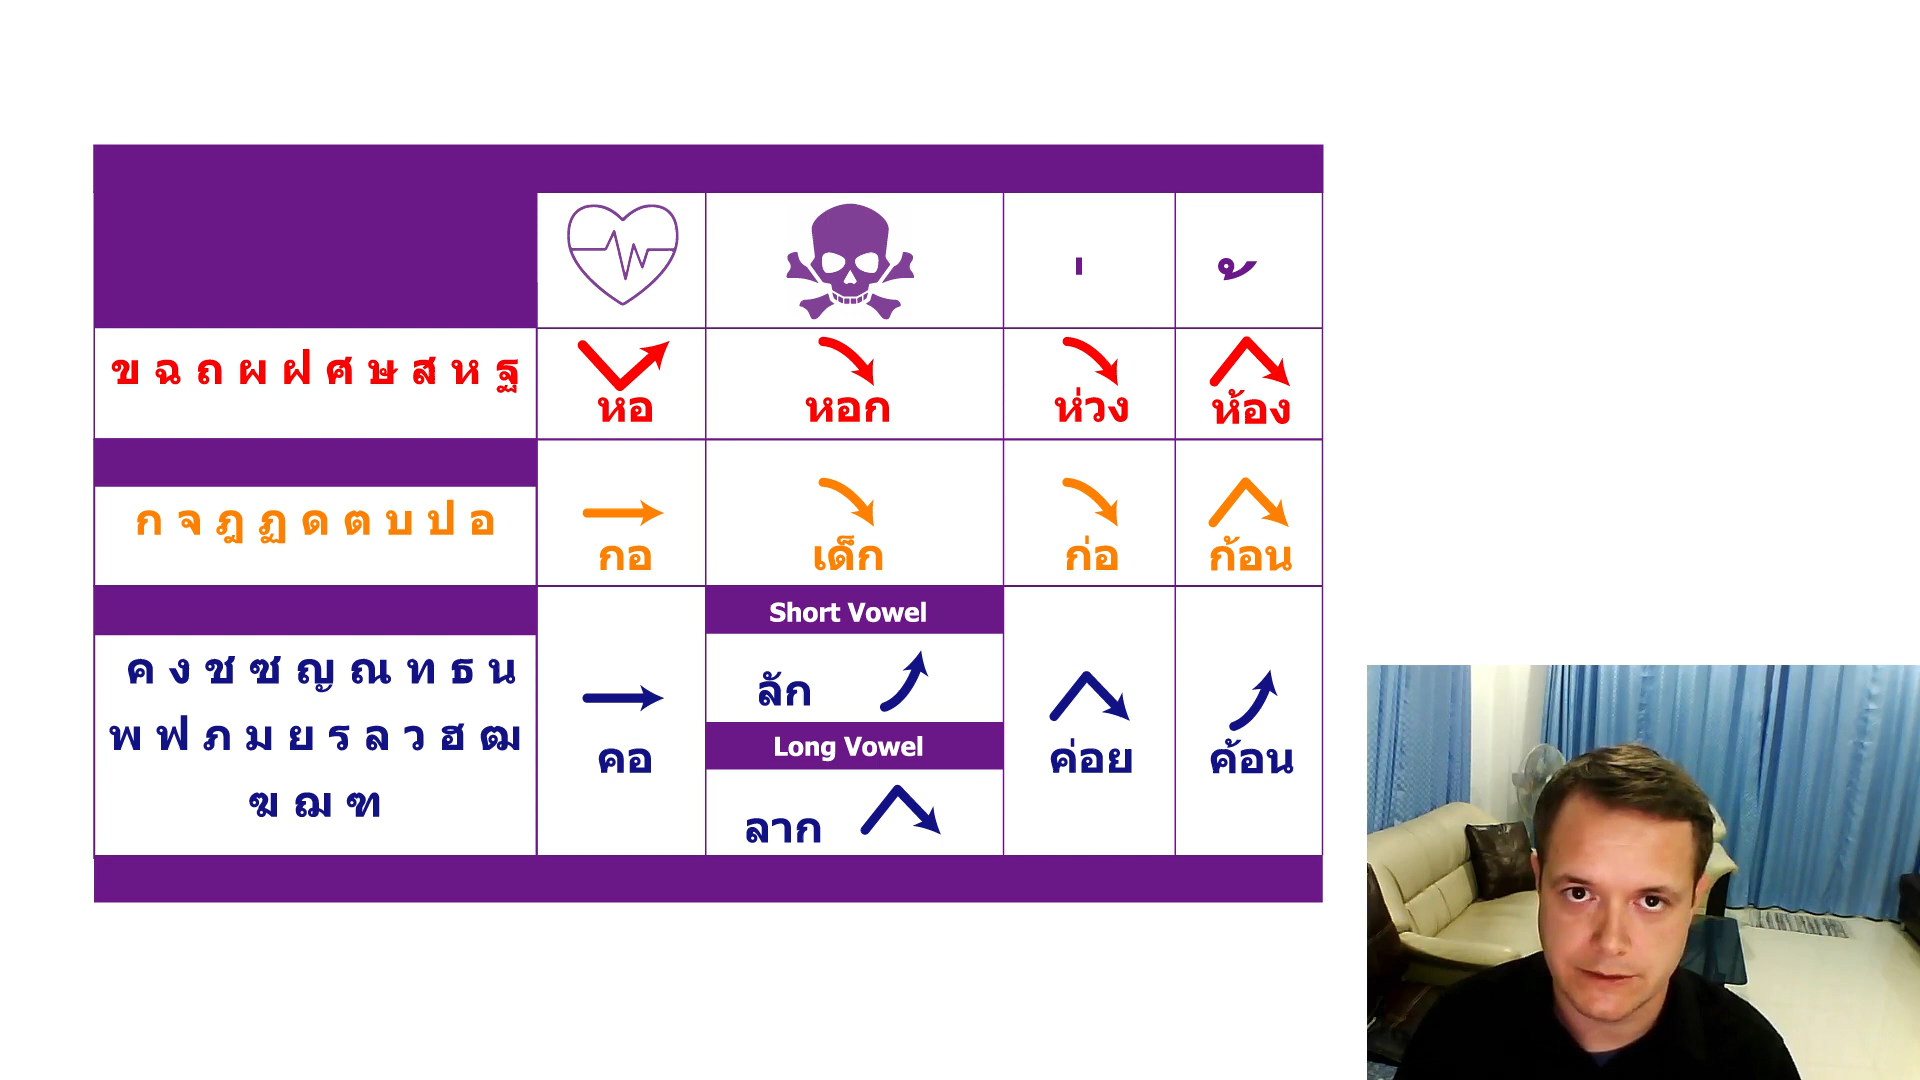 ่ ้
ข ฉ ถ ผ ฝ ศ ษ ส ห ฐ
หอ หอก ห่วง ห้อง
ก จ ฎ ฏ ด ต บ ป อ
กอ เด็ก ก่อ ก้อน
Short Vowel
ค ง ช ซ ญ ณ ท ธ น
ลัก
พ ฟ ภ ม ย ร ล ว ฮ ฒ
Long Vowel
คอ ค่อย ค้อน
ฆ ฌ ฑ
ลาก